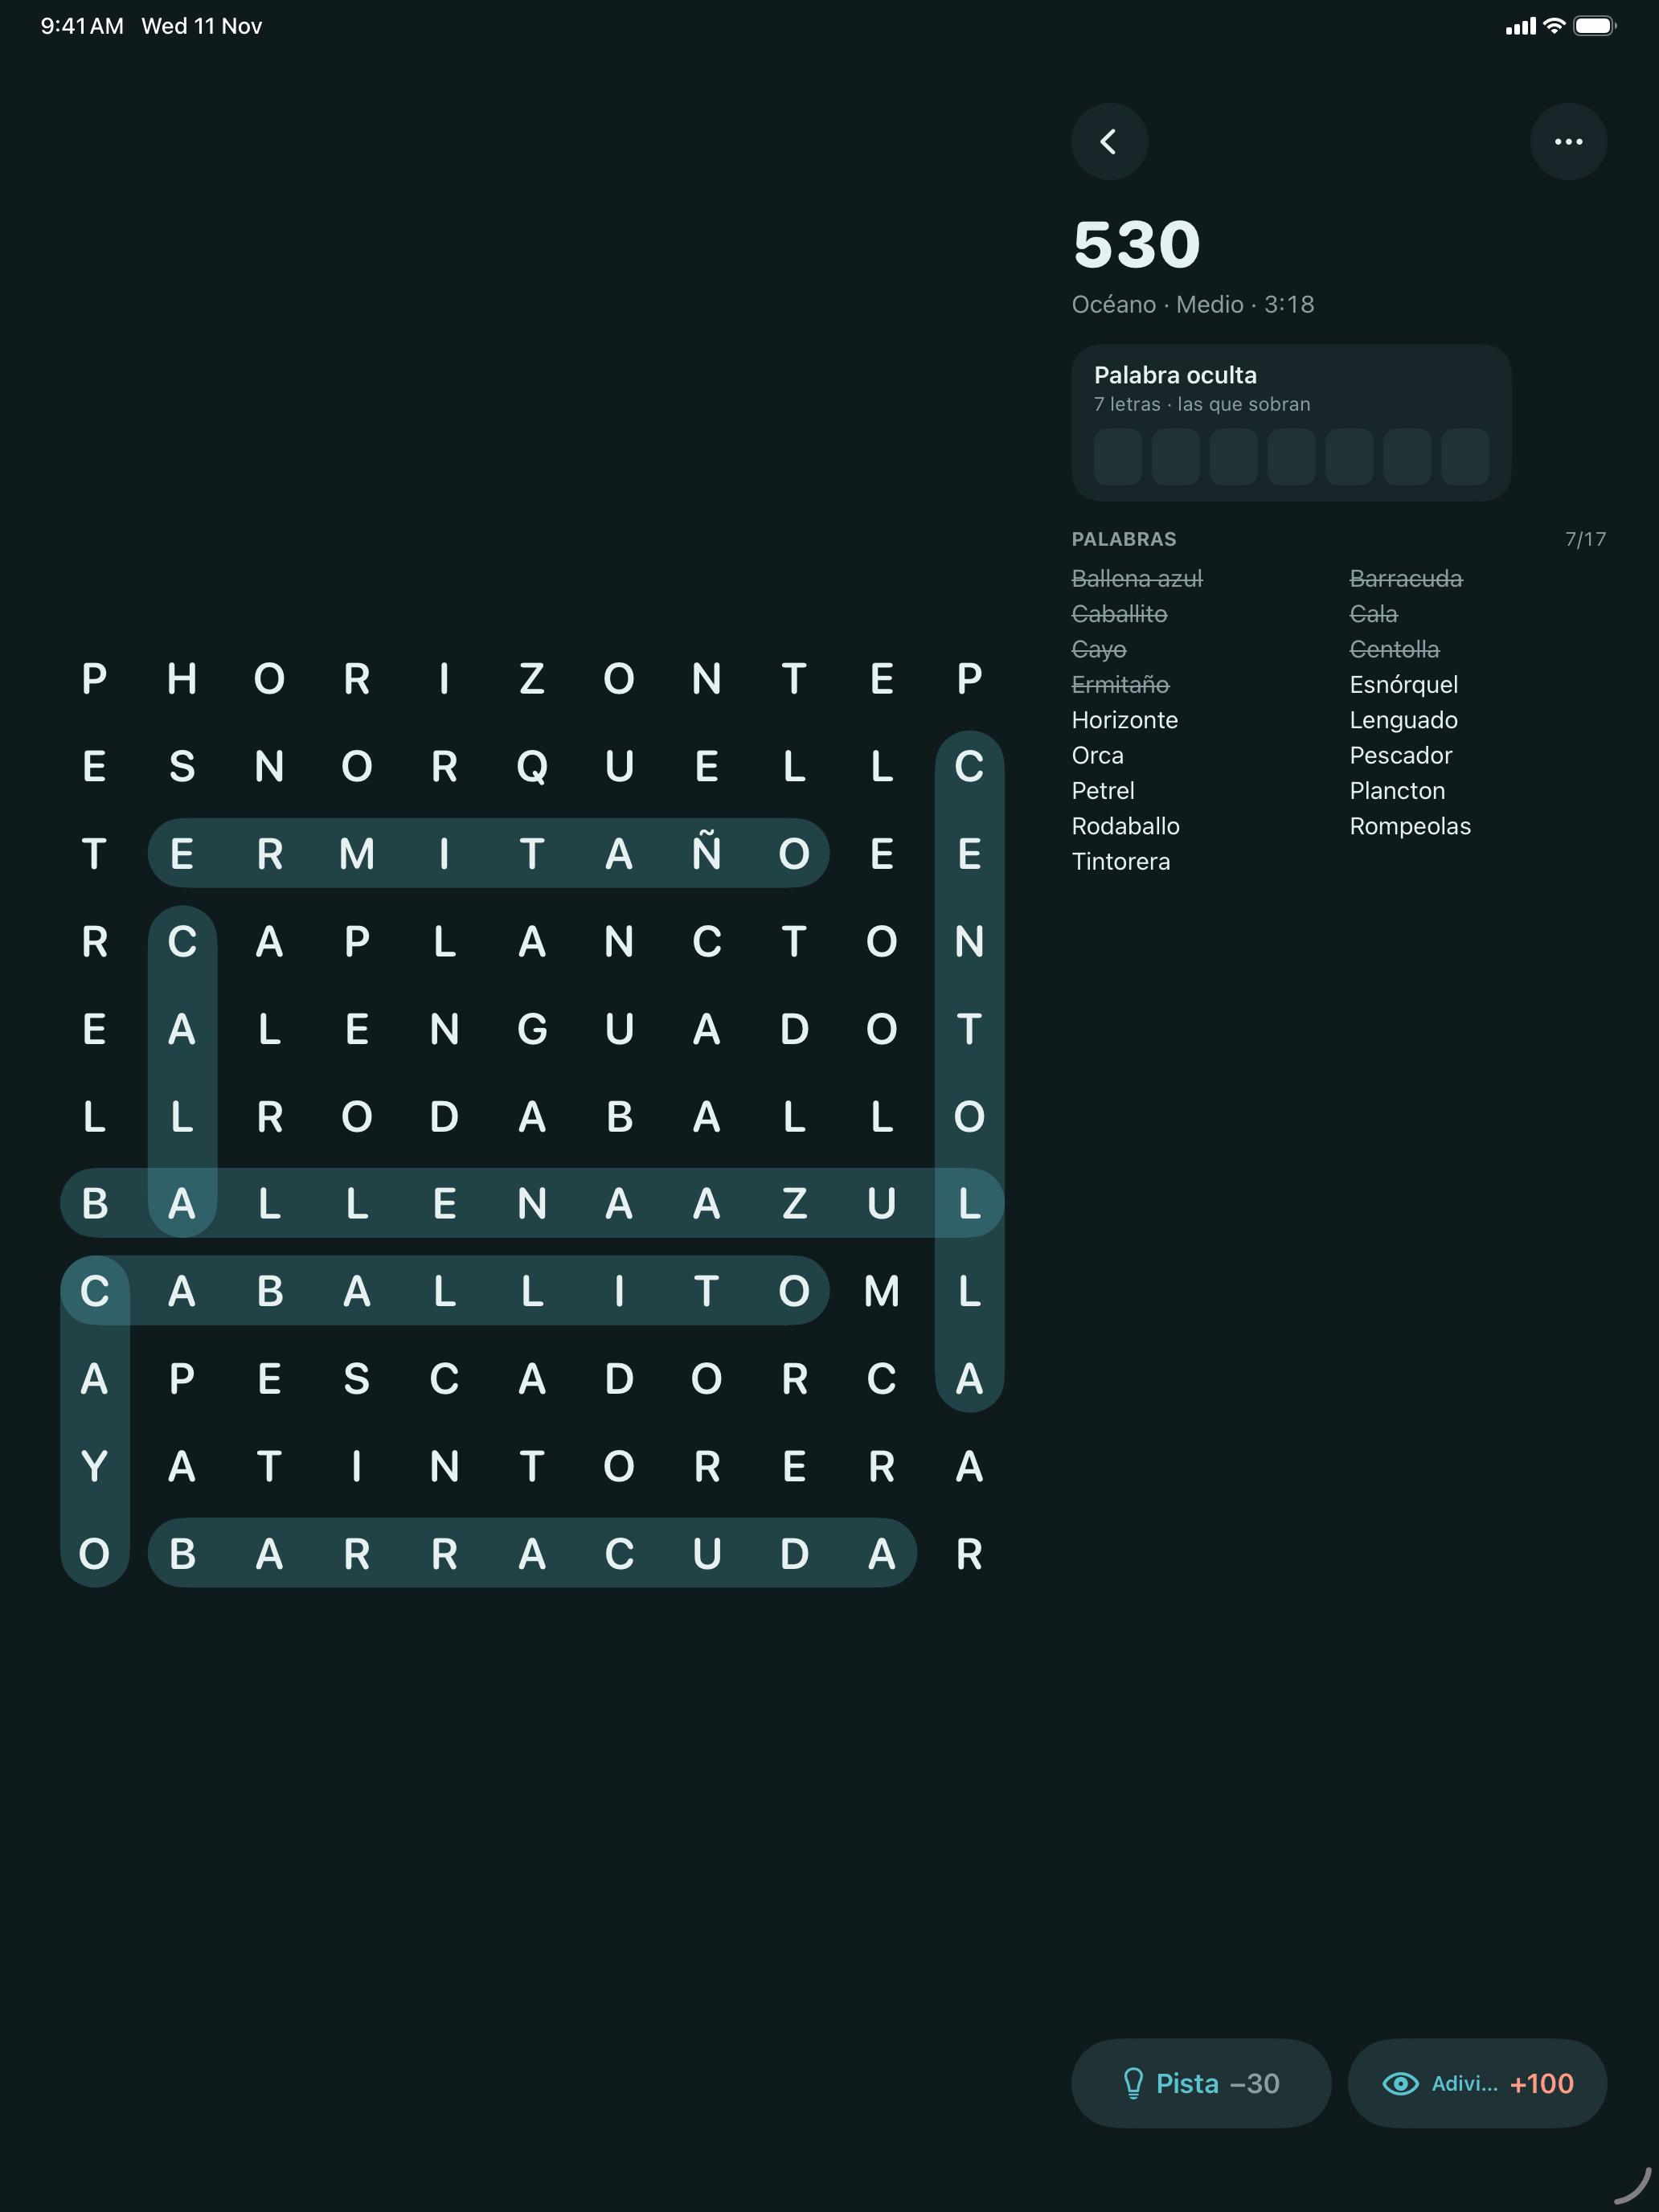 9:41 AM Wed 11 Nov
530
Océano · Medio · 3:18
Palabra oculta
7 letras · las que sobran
PALABRAS 7/17
Ballena azul Barracuda
Caballito Cala
Cayo Centolla
Ermitaño Esnórquel
Horizonte Lenguado
Orca Pescador
Petrel Plancton
Rodaballo Rompeolas
Tintorera
P H O R I Z O N T E P
E S N O R Q U E L L C
T E R M I T A Ñ O E E
R C A P L A N C T O N
E A L E N G U A D O T
L L R O D A B A L L O
B A L L E N A A Z U L
C A B A L L I T O M L
A P E S C A D O R C A
Y A T I N T O R E R A
O B A R R A C U D A R
Pista −30
Adivi... +100